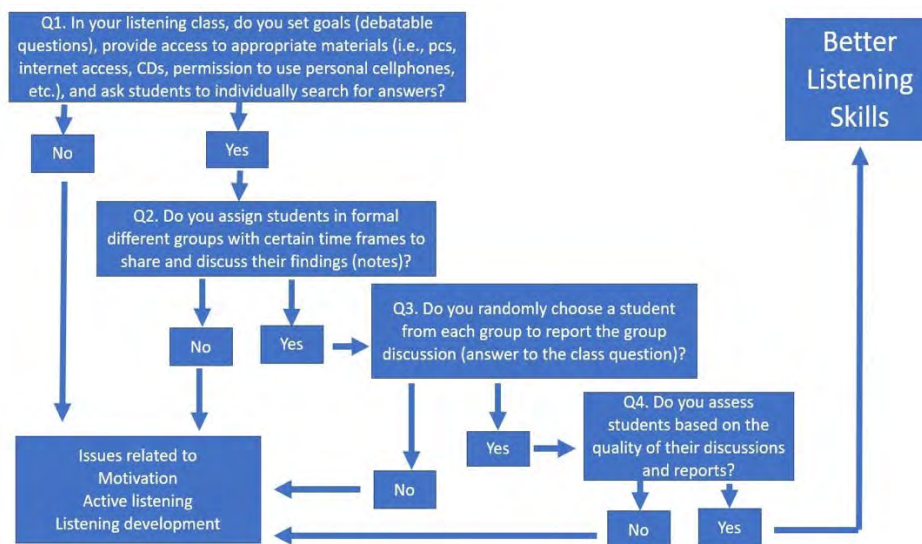 Q1. In your listening class, do you set goals (debatable
questions), provide access to appropriate materials (i.e., pcs,
internet access, CDs, permission to use personal cellphones,
etc.), and ask students to individually search for answers?
Better
Listening
Skills
No
Yes
Q2. Do you assign students in formal
different groups with certain time frames to
share and discuss their findings (notes)?
No
Yes
Q3. Do you randomly choose a student
from each group to report the group
discussion (answer to the class question)?
No
Yes
Q4. Do you assess
students based on the
quality of their discussions
and reports?
No
Yes
Issues related to
Motivation
Active listening
Listening development